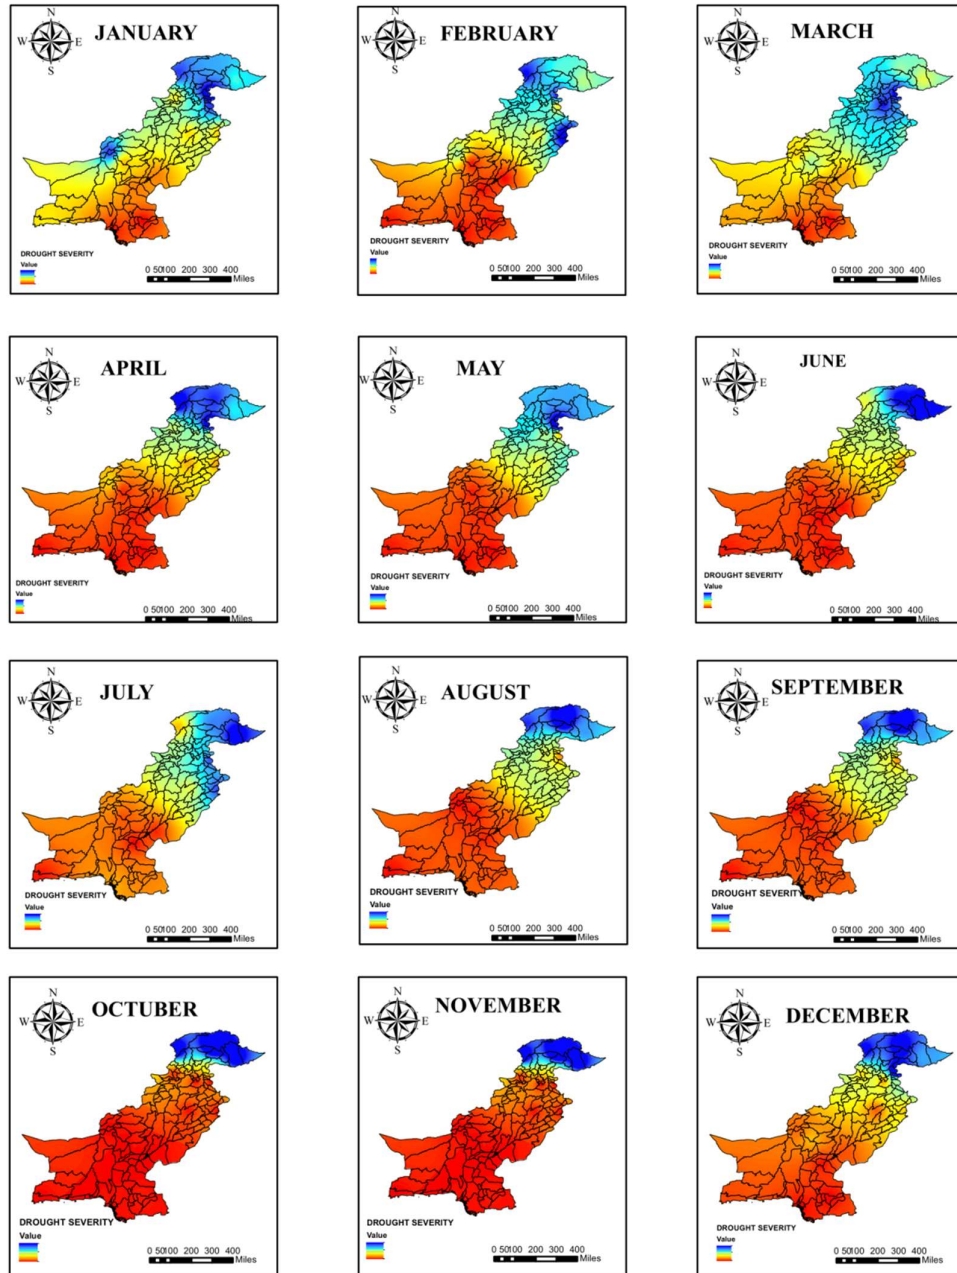 JANUARY
N
W E
S
DROUGHT SEVERITY
Value
0 50100 200 300 400
Miles
FEBRUARY
N
W E
S
DROUGHT SEVERITY
Value
0 50100 200 300 400
Miles
MARCH
N
W E
S
DROUGHT SEVERITY
Value
0 50100 200 300 400
Miles
APRIL
N
W E
S
DROUGHT SEVERITY
Value
0 50100 200 300 400
Miles
MAY
N
W E
S
DROUGHT SEVERITY
Value
0 50100 200 300 400
Miles
JUNE
N
W E
S
DROUGHT SEVERITY
Value
0 50100 200 300 400
Miles
JULY
N
W E
S
DROUGHT SEVERITY
Value
0 50100 200 300 400
Miles
AUGUST
N
W E
S
DROUGHT SEVERITY
Value
0 50100 200 300 400
Miles
SEPTEMBER
N
W E
S
DROUGHT SEVERITY
Value
0 50100 200 300 400
Miles
OCTUBER
N
W E
S
DROUGHT SEVERITY
Value
0 50100 200 300 400
Miles
NOVEMBER
N
W E
S
DROUGHT SEVERITY
Value
0 50100 200 300 400
Miles
DECEMBER
N
W E
S
DROUGHT SEVERITY
Value
0 50100 200 300 400
Miles